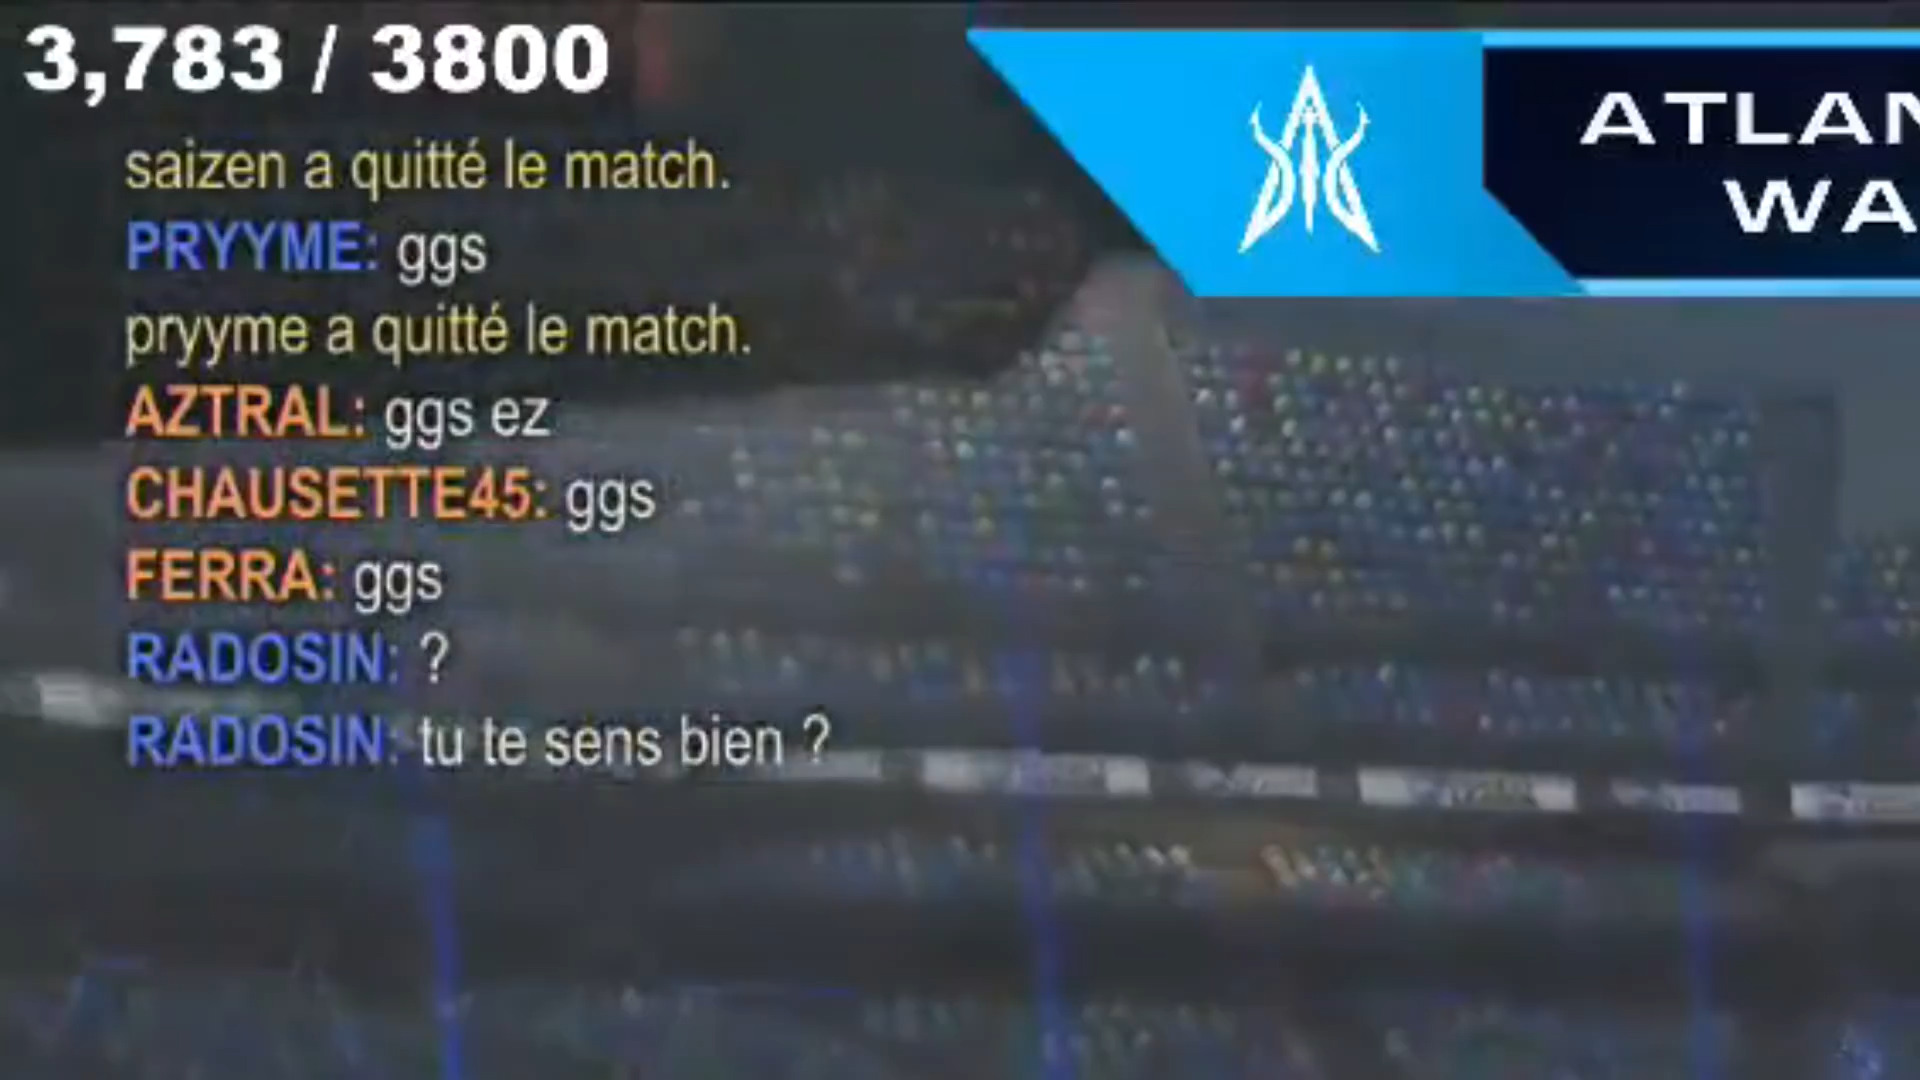 3,783 / 3800
saizen a quitté le match.
PRYYME: ggs
pryyme a quitté le match.
AZTRAL: ggs ez
CHAUSETTE45: ggs
FERRA: ggs
RADOSIN: ?
RADOSIN: tu te sens bien ?
ATLAN
WA